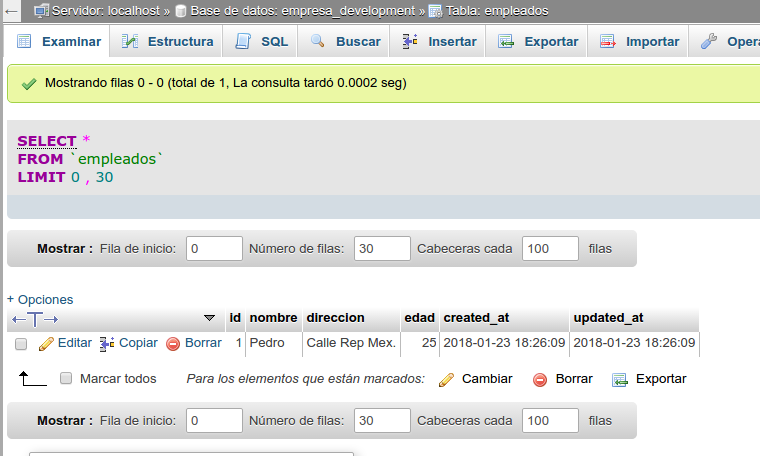 Servidor: localhost » Base de datos: empresa_development » Tabla: empleados
Examinar Estructura SQL Buscar Insertar Exportar Importar Opera
Mostrando filas 0 - 0 (total de 1, La consulta tardó 0.0002 seg)
SELECT *
FROM `empleados`
LIMIT 0 , 30
Mostrar : Fila de inicio: 0 Número de filas: 30 Cabeceras cada 100 filas
+ Opciones
id nombre direccion edad created_at updated_at
Editar Copiar Borrar 1 Pedro Calle Rep Mex. 25 2018-01-23 18:26:09 2018-01-23 18:26:09
Marcar todos Para los elementos que están marcados: Cambiar Borrar Exportar
Mostrar : Fila de inicio: 0 Número de filas: 30 Cabeceras cada 100 filas